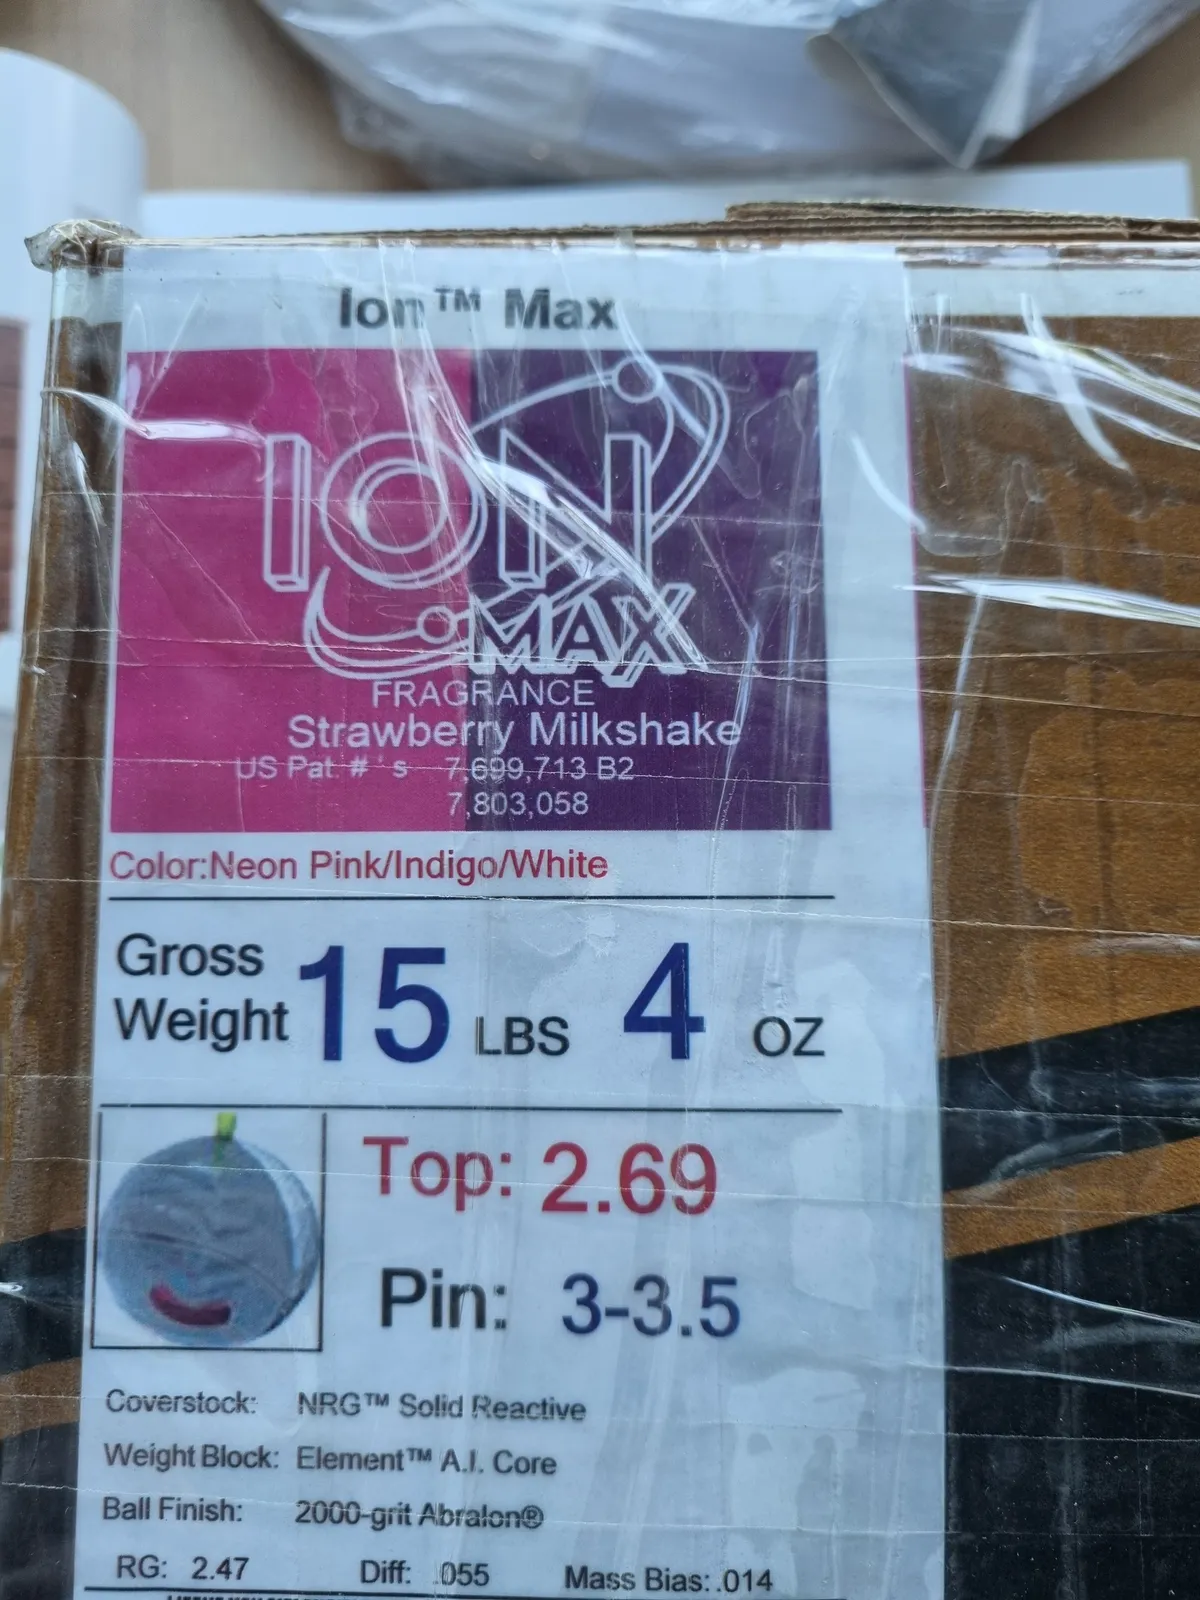 Ion™ Max
ION
MAX
FRAGRANCE
Strawberry Milkshake
US Pat # ' s 7,699,713 B2
7,803,058
Color:Neon Pink/Indigo/White
Gross
Weight 15 LBS 4 OZ
Top: 2.69
Pin: 3-3.5
Coverstock: NRG™ Solid Reactive
Weight Block: Element™ A.I. Core
Ball Finish: 2000-grit Abralon®
RG: 2.47 Diff: .055 Mass Bias: .014